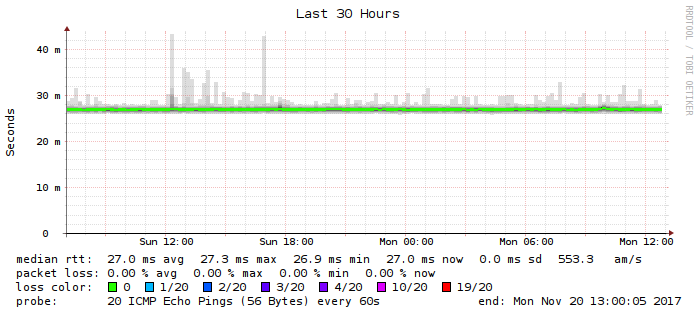 Last 30 Hours
RRDTOOL / TOBI OETIKER
Seconds
40 m
30 m
20 m
10 m
0
Sun 12:00 Sun 18:00 Mon 00:00 Mon 06:00 Mon 12:00
median rtt: 27.0 ms avg 27.3 ms max 26.9 ms min 27.0 ms now 0.0 ms sd 553.3 am/s
packet loss: 0.00 % avg 0.00 % max 0.00 % min 0.00 % now
loss color: 0 1/20 2/20 3/20 4/20 10/20 19/20
probe: 20 ICMP Echo Pings (56 Bytes) every 60s end: Mon Nov 20 13:00:05 2017